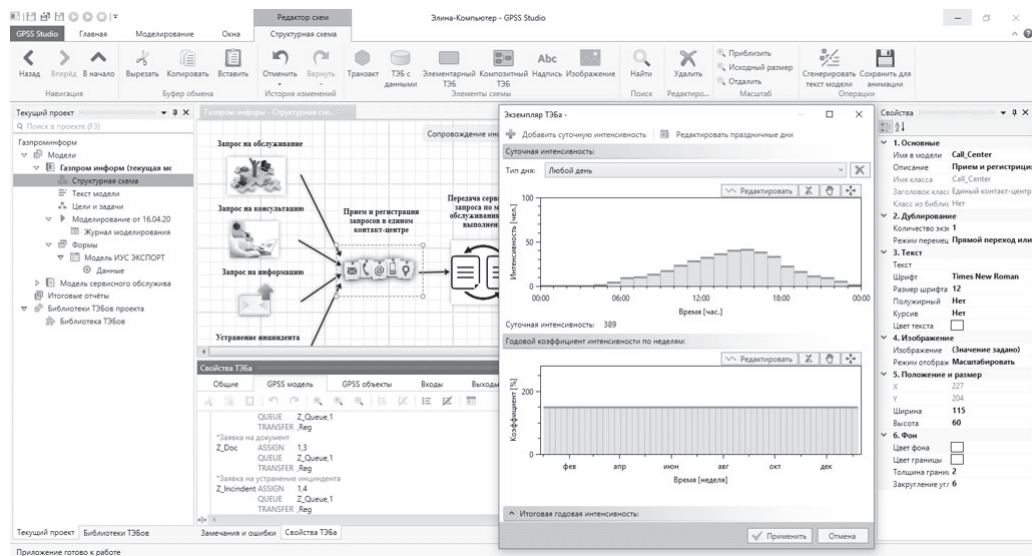 Редактор схем
Элина-Компьютер - GPSS Studio
GPSS Studio Главная Моделирование Окна Структурная схема
Назад Вперёд В начало
Вырезать Копировать Вставить
Отменить Вернуть
Транзакт ТЭБ с данными Элементарный ТЭБ Композитный ТЭБ Abc Надпись Изображение
Найти
Удалить
Приблизить
Исходный размер
Отдалить
Сгенерировать текст модели Сохранить для анимации
Навигация Буфер обмена История изменений Элементы схемы Поиск Редактиро... Масштаб Операции
Текущий проект
Поиск в проекте (F3)
Газпроминформ
Модели
Газпром информ (текущая мс
Структурная схема
Текст модели
Цели и задачи
Моделирование от 16.04.20
Журнал моделирования
Формы
Модель ИУС ЭКСПОРТ
Данные
Модель сервисного обслужива
Итоговые отчёты
Библиотеки ТЭБов проекта
Библиотека ТЭБов
Текущий проект Библиотеки ТЭБов
Газпром информ - Структурная схе...
Сопровождение инс
Запрос на обслуживание
Запрос на консультацию
Запрос на информацию
Устранение инциндента
Прием и регистрация
запросов в едином
контакт-центре
Передача серв
запроса по м
обслуживания
выполнен
Свойства ТЭБа
Общие GPSS модель GPSS объекты Входы Выходы
QUEUE Z_Queue,1
TRANSFER ,Reg
*Заявка на документ
Z_Doc ASSIGN 1,3
QUEUE Z_Queue,1
TRANSFER ,Reg
*Заявка на устранение инциндента
Z_Incindent ASSIGN 1,4
QUEUE Z_Queue,1
TRANSFER ,Reg
Замечания и ошибки Свойства ТЭБа
Экземпляр ТЭБа -
Добавить суточную интенсивность Редактировать праздничные дни
Суточная интенсивность:
Тип дня: Любой день
Редактировать
Интенсивность [чел.]
100
50
0
00:00 06:00 12:00 18:00 00:00
Время [час.]
Суточная интенсивность: 389
Годовой коэффициент интенсивности по неделям:
Редактировать
Коэффициент [%]
200
0
фев апр июн авг окт дек
Время [неделя]
Итоговая годовая интенсивность:
Применить Отмена
Свойства
1. Основные
Имя в модели Call_Center
Описание Прием и регистриция
Имя класса Call_Center
Заголовок класс Единый контакт-центр
Класс из библис Нет
2. Дублирование
Количество экзе 1
Режим перемец Прямой переход или
3. Текст
Текст
Шрифт Times New Roman
Размер шрифта 12
Полужирный Нет
Курсив Нет
Цвет текста
4. Изображение
Изображение (Значение задано)
Режим отображ Масштабировать
5. Положение и размер
X 227
Y 204
Ширина 115
Высота 60
6. Фон
Цвет фона
Цвет границы
Толщина границ 2
Закругление угл 6
Приложение готово к работе